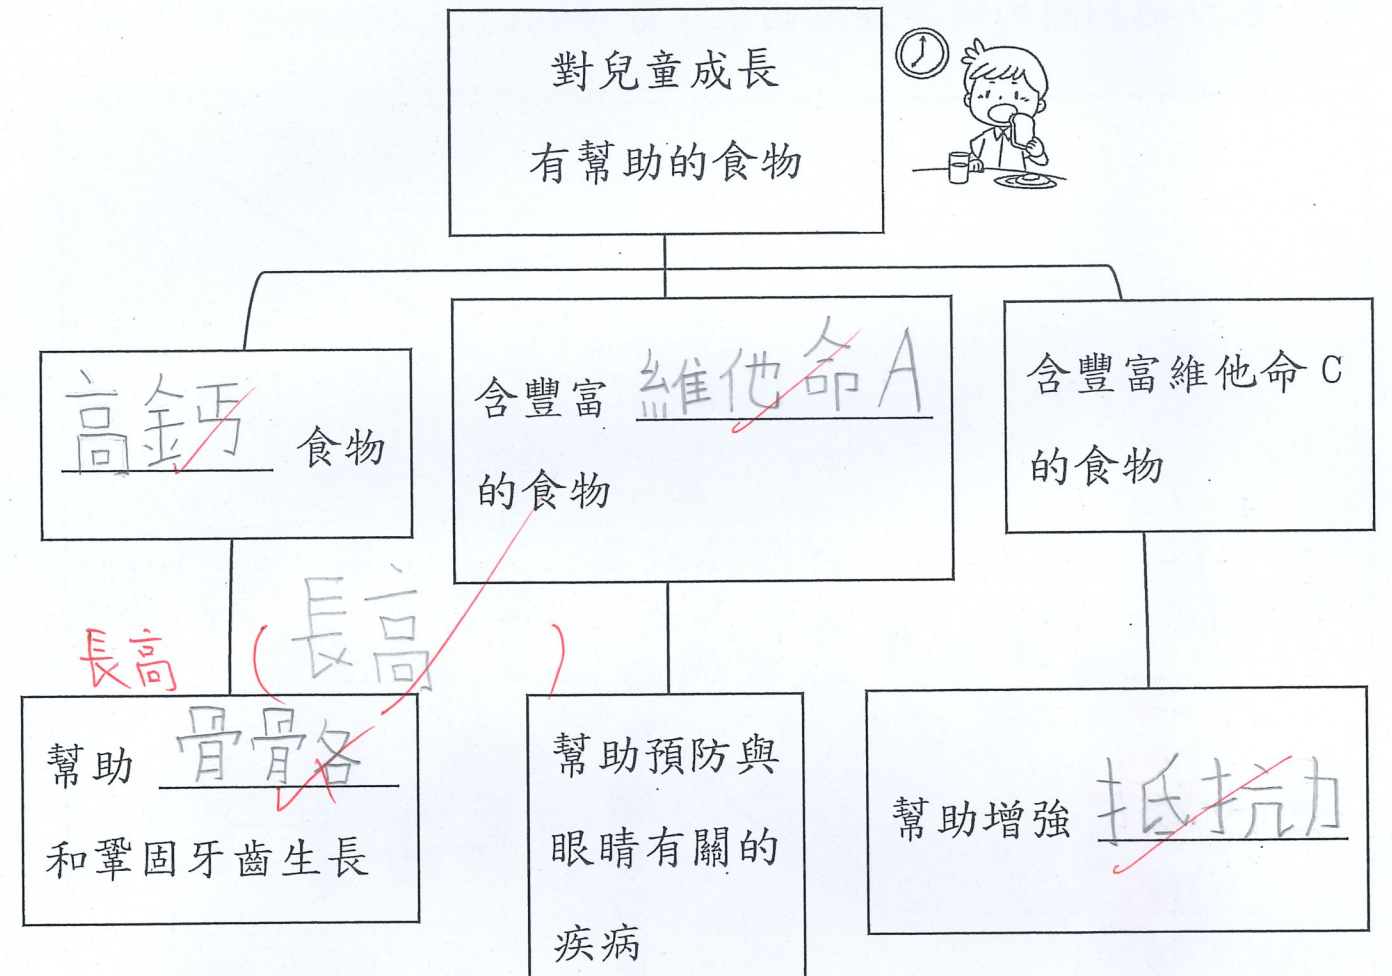 對兒童成長
有幫助的食物
高鈣 食物
含豐富 維他命A
的食物
含豐富維他命 C
的食物
長高 ( 長高 )
幫助 骨骼
和鞏固牙齒生長
幫助預防與
眼睛有關的
疾病
幫助增強 抵抗力